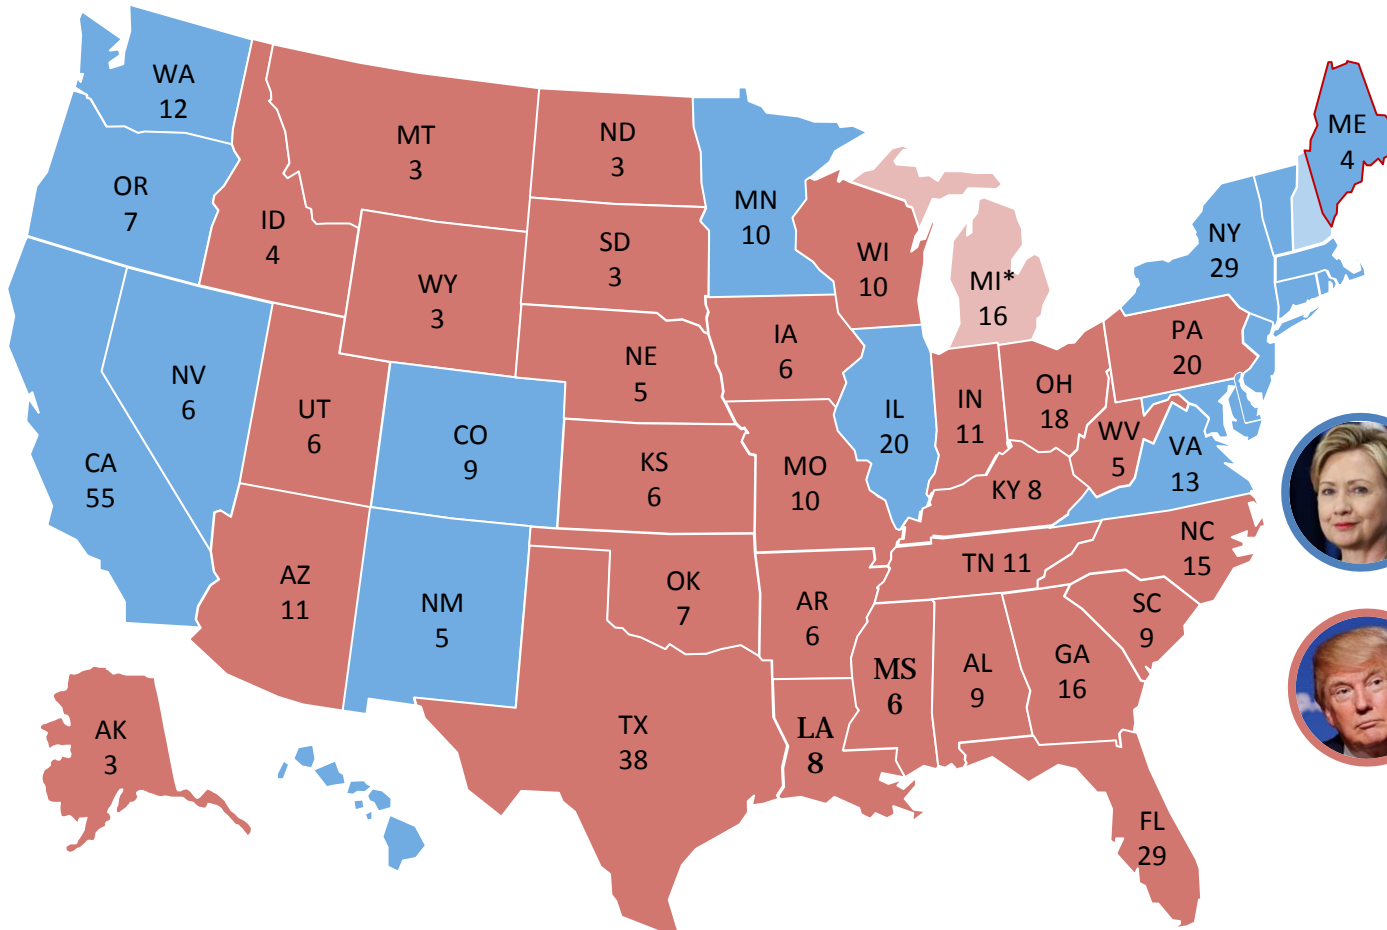 WA
12
OR
7
CA
55
NV
6
ID
4
MT
3
WY
3
UT
6
AZ
11
CO
9
NM
5
ND
3
SD
3
NE
5
KS
6
OK
7
TX
38
MN
10
IA
6
MO
10
AR
6
LA
8
WI
10
IL
20
MI*
16
IN
11
OH
18
KY 8
TN 11
MS
6
AL
9
GA
16
FL
29
SC
9
NC
15
VA
13
WV
5
PA
20
NY
29
ME
4
AK
3